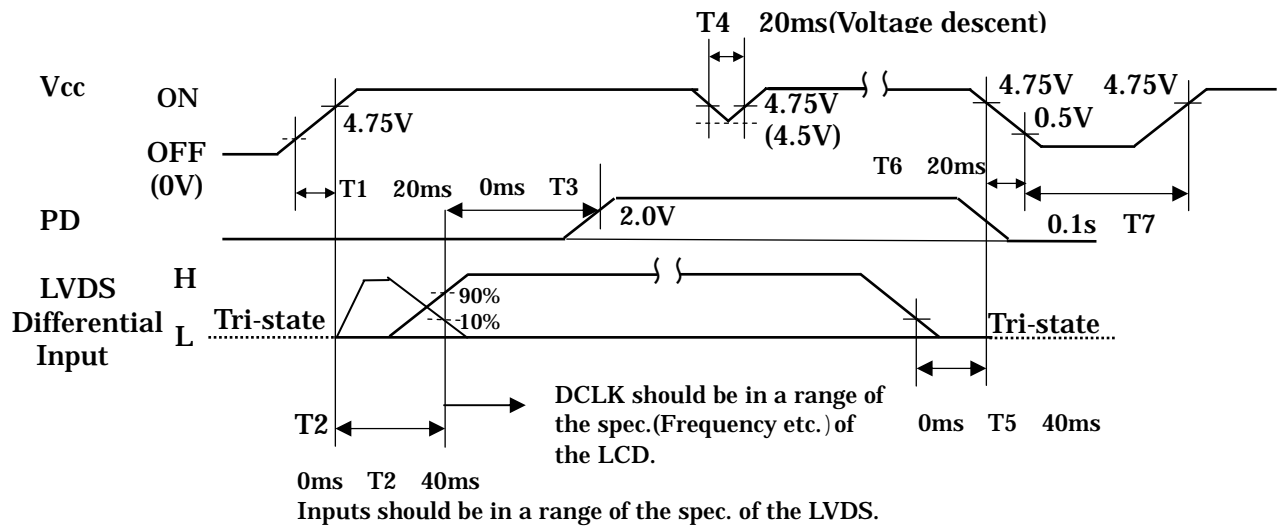 T4 20ms(Voltage descent)
Vcc
ON
4.75V
4.75V
(4.5V)
4.75V
4.75V
0.5V
OFF
(0V)
T1 20ms
0ms T3
T6 20ms
PD
2.0V
0.1s T7
LVDS
Differential
Input
H
L
90%
10%
Tri-state
Tri-state
T2
DCLK should be in a range of
the spec.(Frequency etc.)of
the LCD.
0ms T5 40ms
0ms T2 40ms
Inputs should be in a range of the spec. of the LVDS.